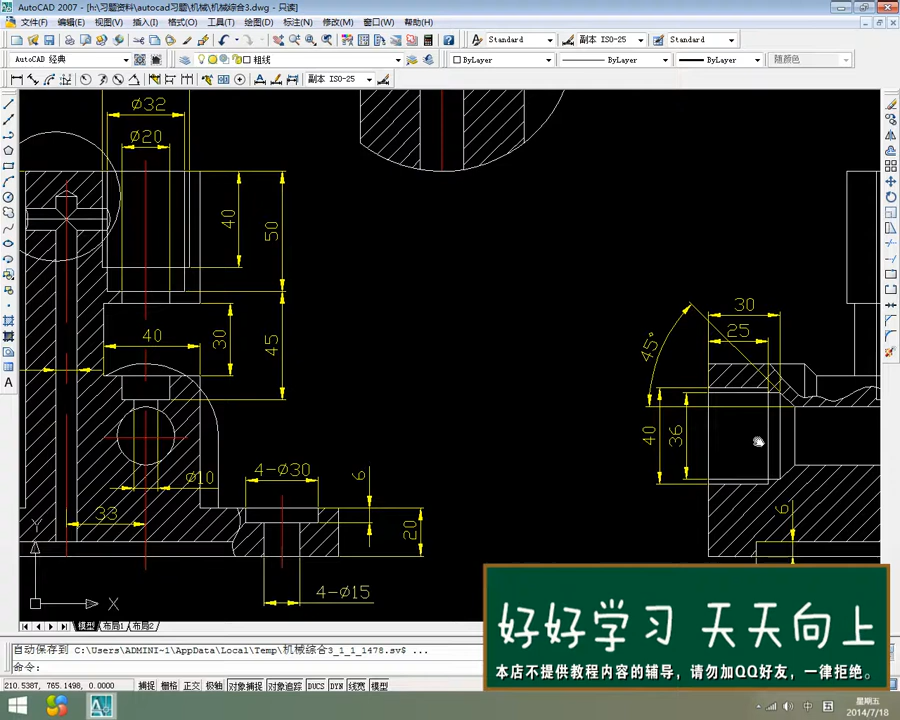 AutoCAD 2007 - [h:\习题资料\autocad习题\机械\机械综合3.dwg - 只读]
文件(F) 编辑(E) 视图(V) 插入(I) 格式(O) 工具(T) 绘图(D) 标注(N) 修改(M) 窗口(W) 帮助(H)
Standard 副本 ISO-25 Standard
AutoCAD 经典 粗线 ByLayer ByLayer ByLayer 随颜色
副本 ISO-25
ø32
ø20
40
50
30
25
45°
40
30
45
40
36
ø10
4-ø30
6
6
33
20
4-ø15
Y
X
模型 布局1 布局2
好好学习 天天向上
本店不提供教程内容的辅导，请勿加QQ好友，一律拒绝。
自动保存到 C:\Users\ADMINI~1\AppData\Local\Temp\机械综合3_1_1_1478.sv$ ...
命令:
210.5387, 765.1498, 0.0000 捕捉 栅格 正交 极轴 对象捕捉 对象追踪 DUCS DYN 线宽 模型
中
星期五
2014/7/18